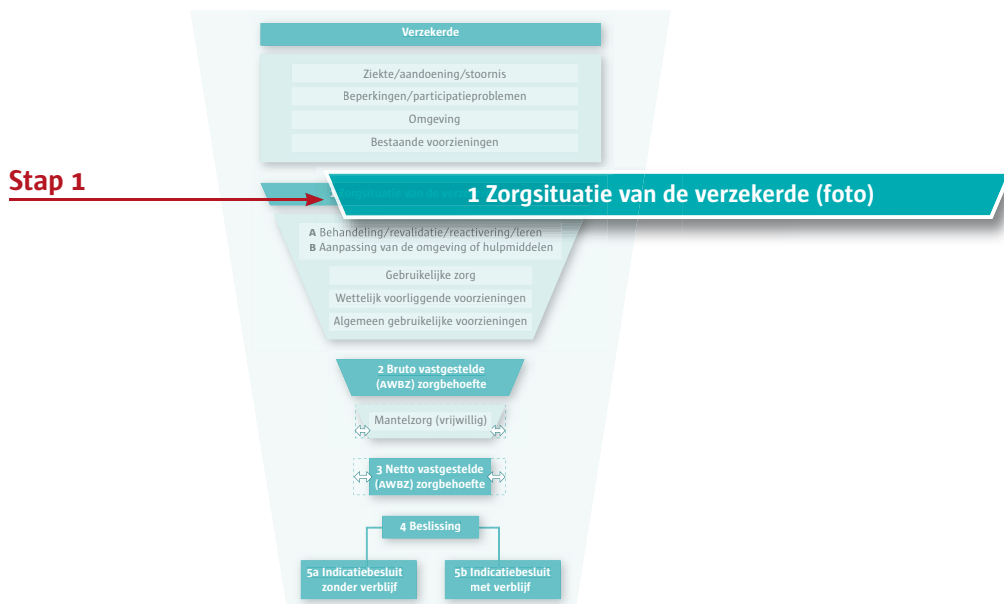 Verzekerde
Ziekte/aandoening/stoornis
Beperkingen/participatieproblemen
Omgeving
Bestaande voorzieningen
Stap 1
1 Zorgsituatie van de verzekerde (foto)
A Behandeling/revalidatie/reactivering/leren
B Aanpassing van de omgeving of hulpmiddelen
Gebruikelijke zorg
Wettelijk voorliggende voorzieningen
Algemeen gebruikelijke voorzieningen
2 Bruto vastgestelde
(AWBZ) zorgbehoefte
Mantelzorg (vrijwillig)
3 Netto vastgestelde
(AWBZ) zorgbehoefte
4 Beslissing
5a Indicatiebesluit
zonder verblijf
5b Indicatiebesluit
met verblijf